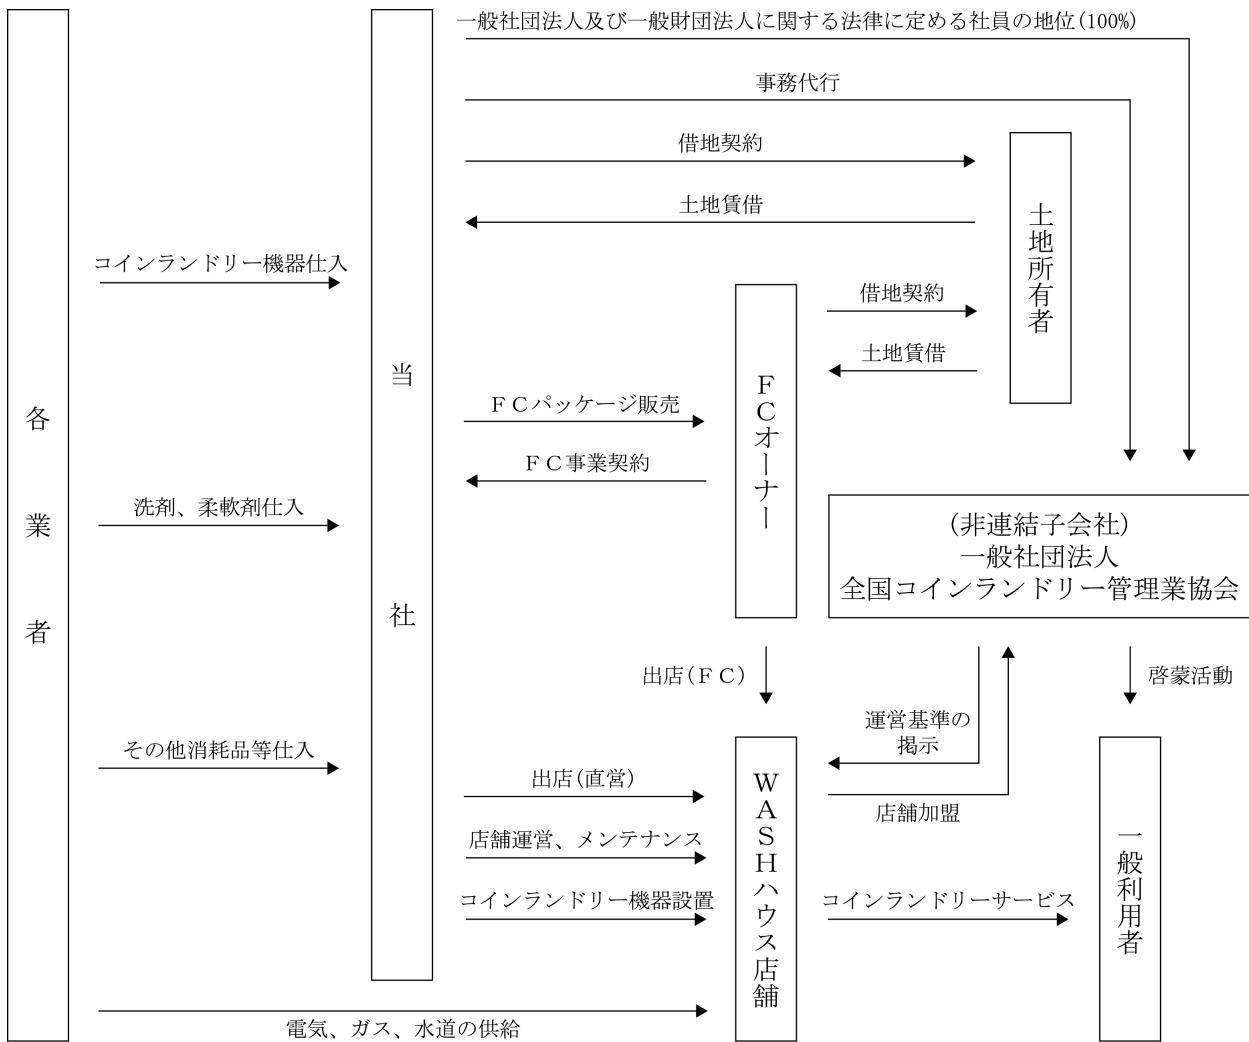 一般社団法人及び一般財団法人に関する法律に定める社員の地位(100%)
事務代行
借地契約
土地賃借
土地所有者
コインランドリー機器仕入
借地契約
土地賃借
当社
FCパッケージ販売
FC事業契約
FCオーナー
各業者
洗剤、柔軟剤仕入
(非連結子会社)
一般社団法人
全国コインランドリー管理業協会
出店(FC)
啓蒙活動
運営基準の
掲示
その他消耗品等仕入
出店(直営)
店舗加盟
店舗運営、メンテナンス
コインランドリー機器設置
WASHハウス店舗
コインランドリーサービス
一般利用者
電気、ガス、水道の供給